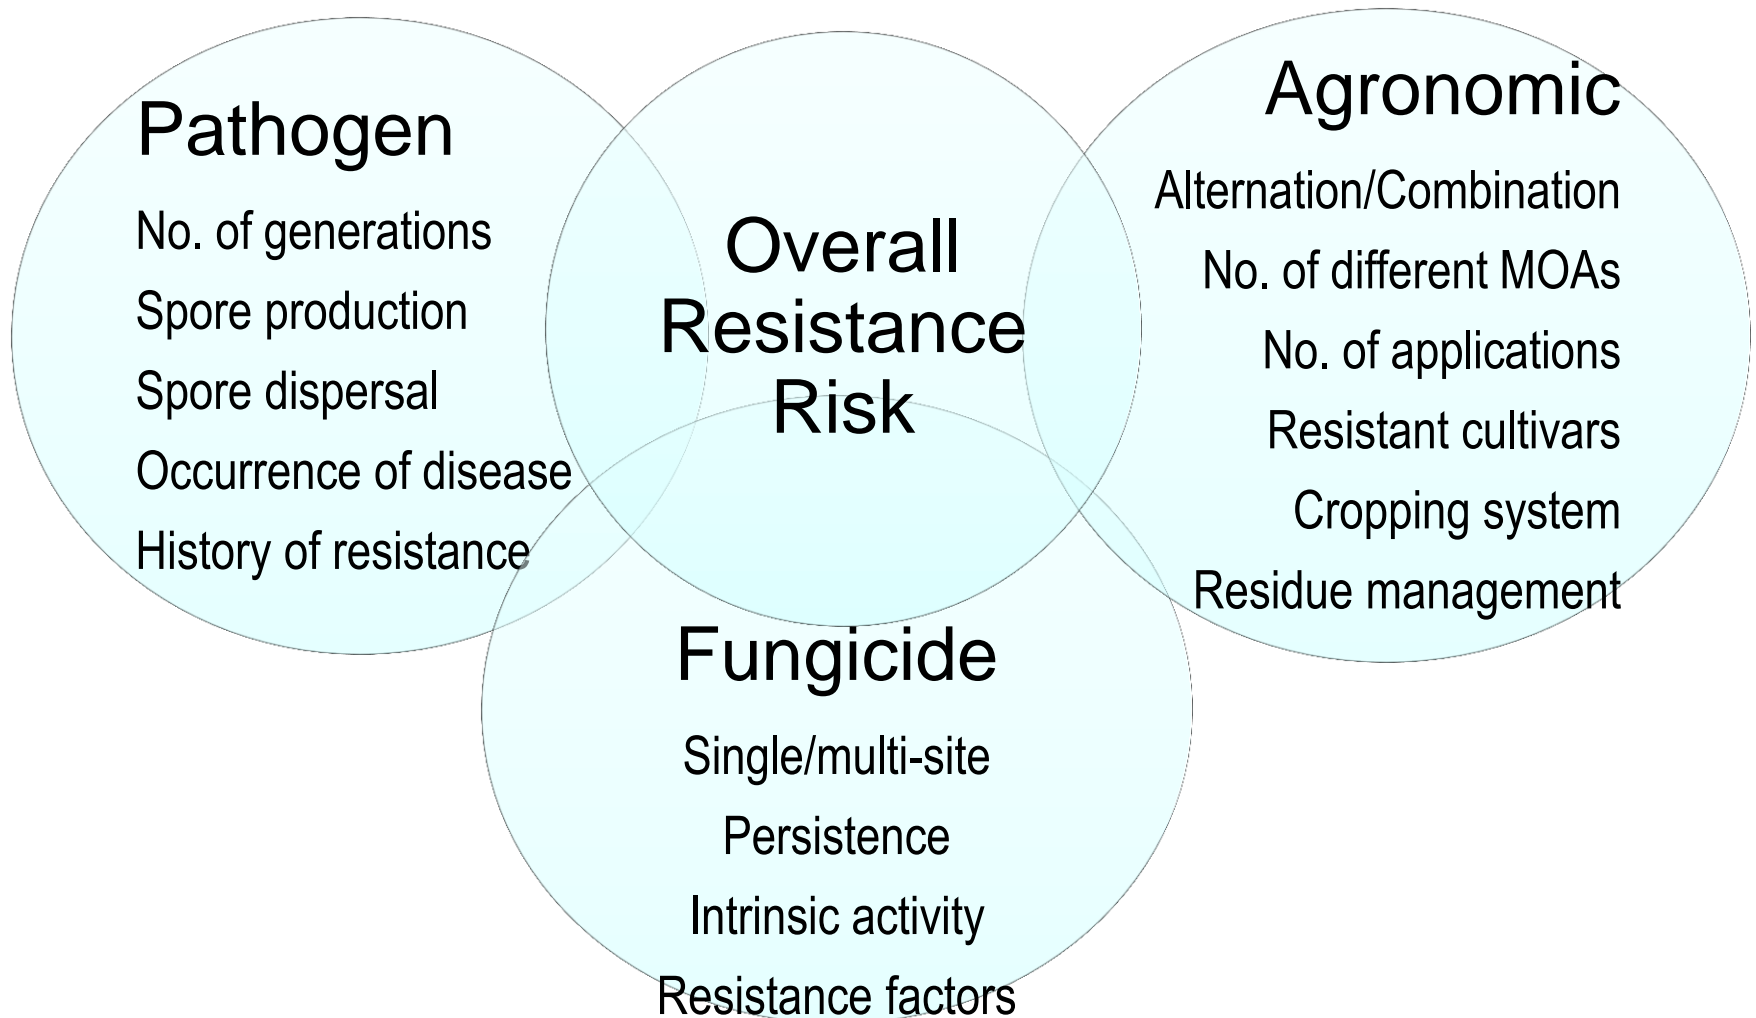 Pathogen
No. of generations
Spore production
Spore dispersal
Occurrence of disease
History of resistance
Overall
Resistance
Risk
Agronomic
Alternation/Combination
No. of different MOAs
No. of applications
Resistant cultivars
Cropping system
Residue management
Fungicide
Single/multi-site
Persistence
Intrinsic activity
Resistance factors